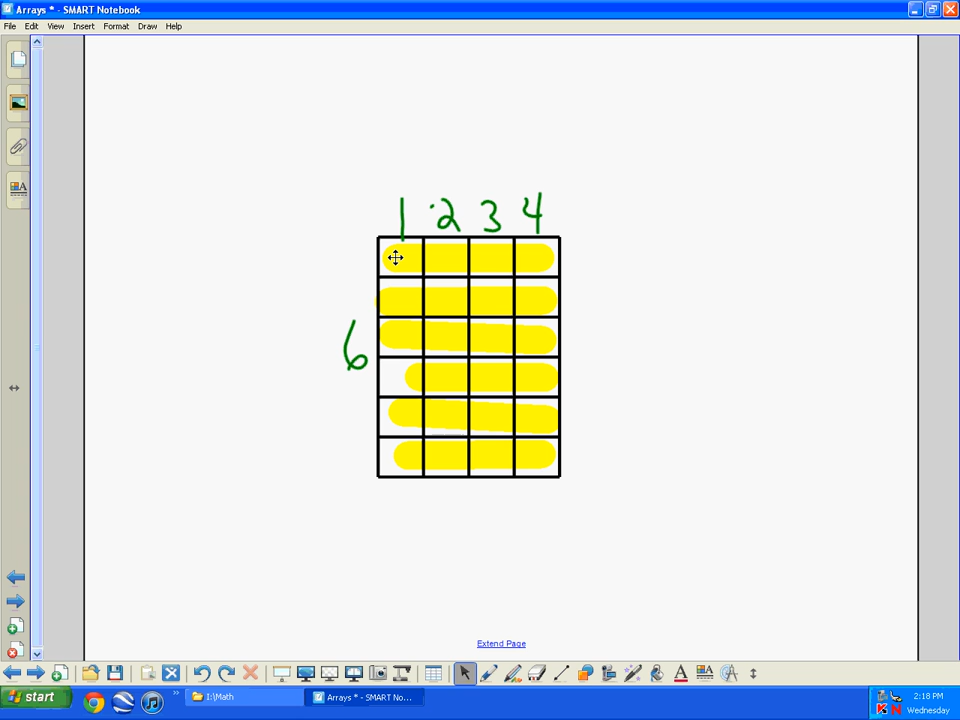 Arrays * - SMART Notebook
File Edit View Insert Format Draw Help
1 2 3 4
6
Extend Page
start
I:\Math
Arrays * - SMART No...
2:18 PM
Wednesday